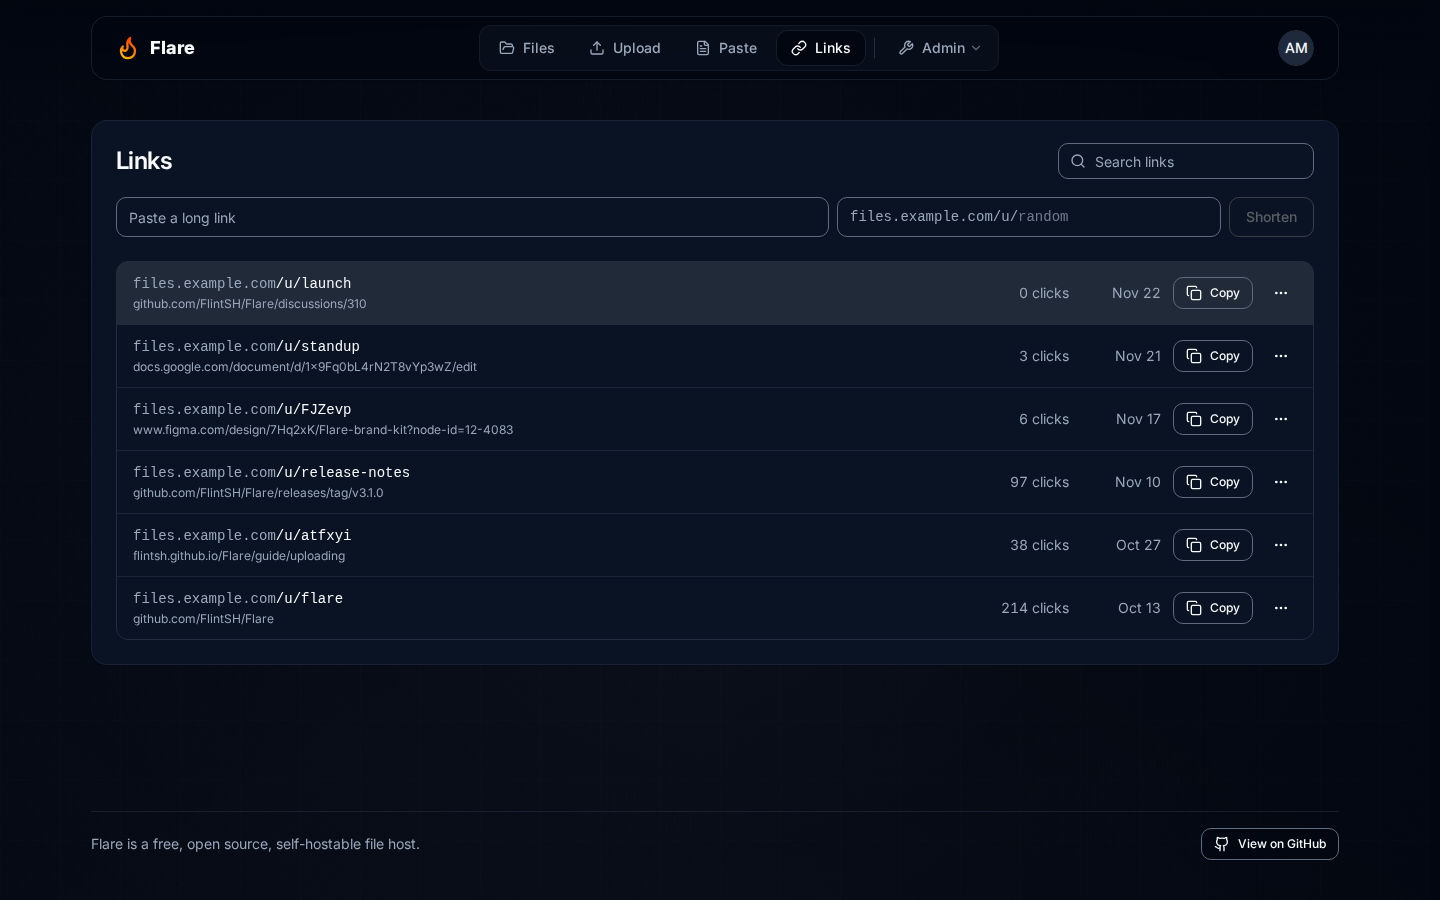 Flare
Files
Upload
Paste
Links
Admin
AM
Links
Search links
Paste a long link
files.example.com/u/random
Shorten
files.example.com/u/launch
github.com/FlintSH/Flare/discussions/310
0 clicks
Nov 22
Copy
files.example.com/u/standup
docs.google.com/document/d/1x9Fq0bL4rN2T8vYp3wZ/edit
3 clicks
Nov 21
Copy
files.example.com/u/FJZevp
www.figma.com/design/7Hq2xK/Flare-brand-kit?node-id=12-4083
6 clicks
Nov 17
Copy
files.example.com/u/release-notes
github.com/FlintSH/Flare/releases/tag/v3.1.0
97 clicks
Nov 10
Copy
files.example.com/u/atfxyi
flintsh.github.io/Flare/guide/uploading
38 clicks
Oct 27
Copy
files.example.com/u/flare
github.com/FlintSH/Flare
214 clicks
Oct 13
Copy
Flare is a free, open source, self-hostable file host.
View on GitHub